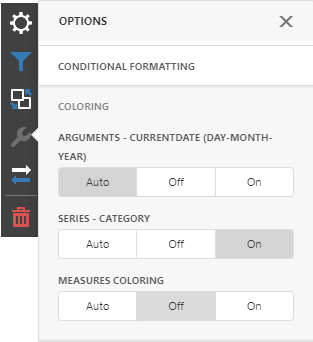 OPTIONS
CONDITIONAL FORMATTING
COLORING
ARGUMENTS - CURRENTDATE (DAY-MONTH-
YEAR)
Auto Off On
SERIES - CATEGORY
Auto Off On
MEASURES COLORING
Auto Off On